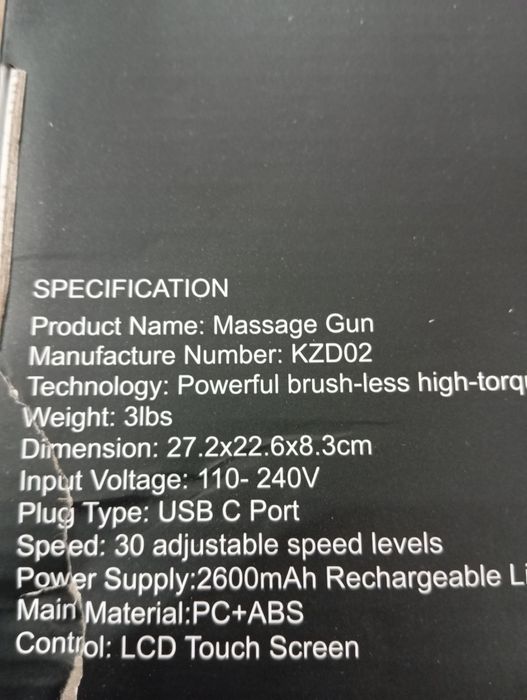 SPECIFICATION
Product Name: Massage Gun
Manufacture Number: KZD02
Technology: Powerful brush-less high-torq
Weight: 3lbs
Dimension: 27.2x22.6x8.3cm
Input Voltage: 110- 240V
Plug Type: USB C Port
Speed: 30 adjustable speed levels
Power Supply:2600mAh Rechargeable Li
Main Material:PC+ABS
Control: LCD Touch Screen